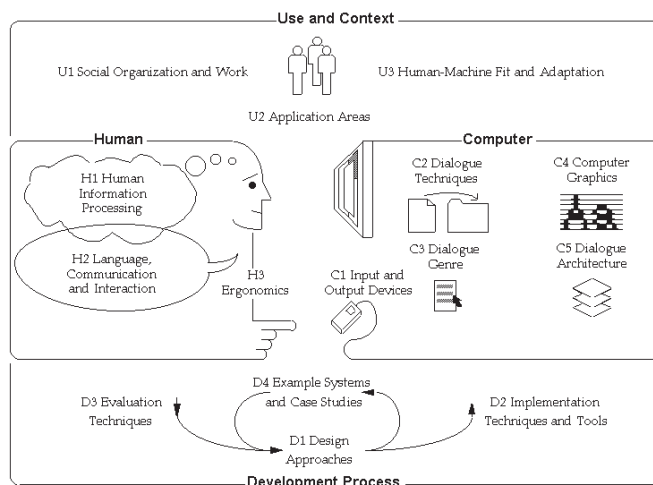 Use and Context
U1 Social Organization and Work
U3 Human-Machine Fit and Adaptation
U2 Application Areas
Human
H1 Human
Information
Processing
H2 Language,
Communication
and Interaction
H3
Ergonomics
Computer
C2 Dialogue
Techniques
C4 Computer
Graphics
C3 Dialogue
Genre
C5 Dialogue
Architecture
C1 Input and
Output Devices
D3 Evaluation
Techniques
D4 Example Systems
and Case Studies
D2 Implementation
Techniques and Tools
D1 Design
Approaches
Development Process